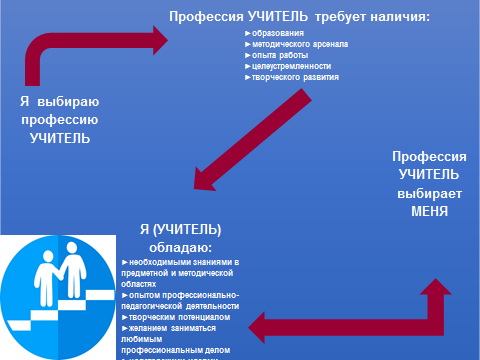 Профессия УЧИТЕЛЬ требует наличия:
►образования
►методического арсенала
►опыта работы
►целеустремленности
►творческого развития
Я выбираю
профессию
УЧИТЕЛЬ
Профессия
УЧИТЕЛЬ
выбирает
МЕНЯ
Я (УЧИТЕЛЬ)
обладаю:
►необходимыми знаниями в
предметной и методической
областях
►опытом профессионально-
педагогической деятельности
►творческим потенциалом
►желанием заниматься
любимым
профессиональным делом